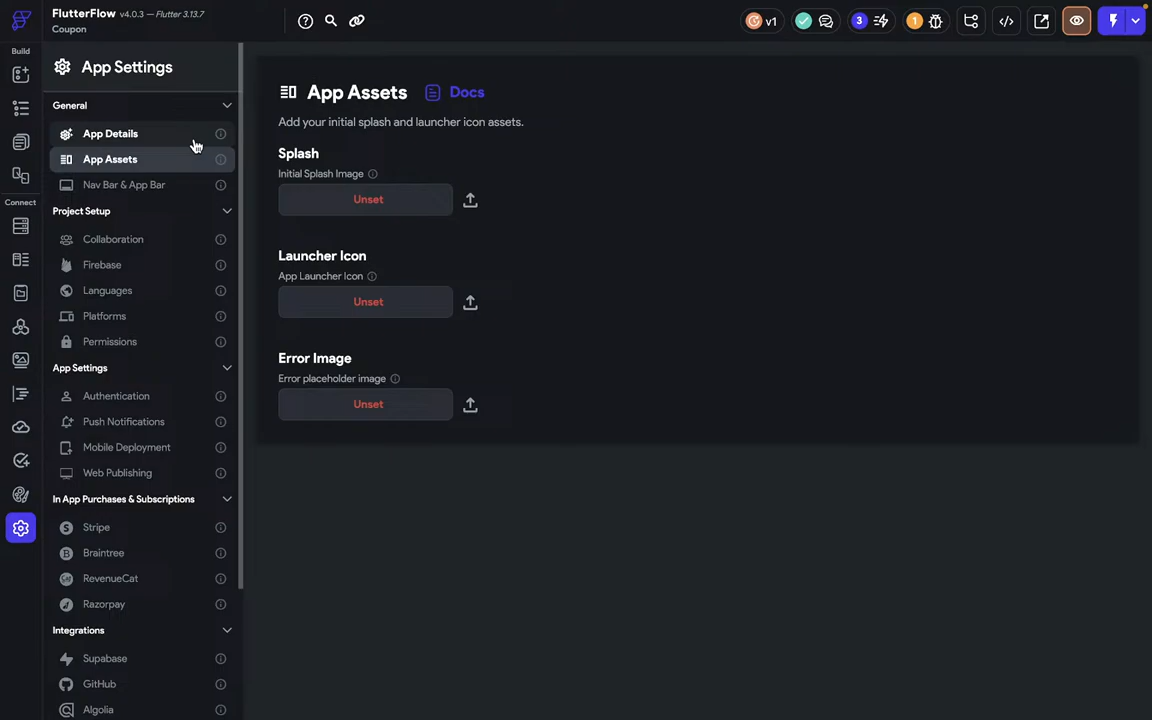 FlutterFlow v4.0.3 — Flutter 3.13.7
Coupon
v1
3
1
Build
Connect
App Settings
General
App Details
App Assets
Nav Bar & App Bar
Project Setup
Collaboration
Firebase
Languages
Platforms
Permissions
App Settings
Authentication
Push Notifications
Mobile Deployment
Web Publishing
In App Purchases & Subscriptions
Stripe
Braintree
RevenueCat
Razorpay
Integrations
Supabase
GitHub
Algolia
App Assets Docs
Add your initial splash and launcher icon assets.
Splash
Initial Splash Image
Unset
Launcher Icon
App Launcher Icon
Unset
Error Image
Error placeholder image
Unset